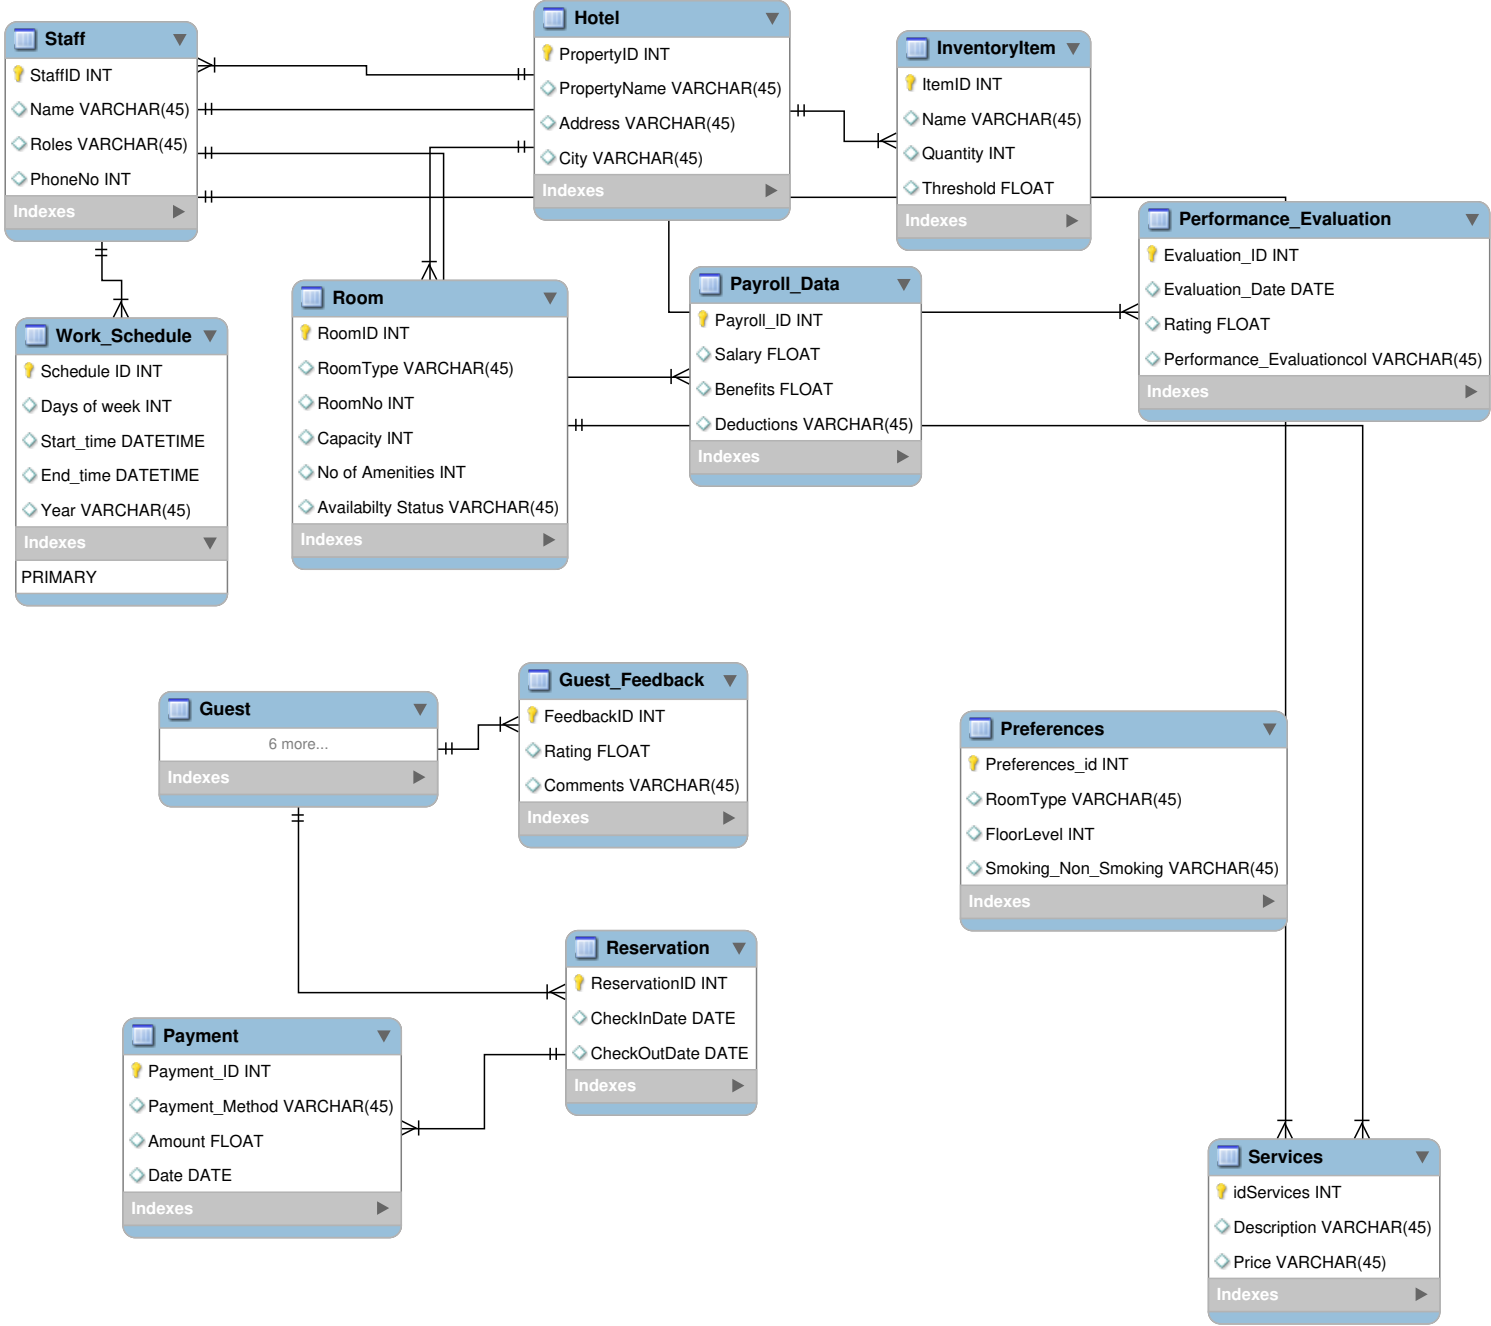 Staff
StaffID INT
Name VARCHAR(45)
Roles VARCHAR(45)
PhoneNo INT
Indexes
Hotel
PropertyID INT
PropertyName VARCHAR(45)
Address VARCHAR(45)
City VARCHAR(45)
Indexes
InventoryItem
ItemID INT
Name VARCHAR(45)
Quantity INT
Threshold FLOAT
Indexes
Performance_Evaluation
Evaluation_ID INT
Evaluation_Date DATE
Rating FLOAT
Performance_Evaluationcol VARCHAR(45)
Indexes
Work_Schedule
Schedule ID INT
Days of week INT
Start_time DATETIME
End_time DATETIME
Year VARCHAR(45)
Indexes
PRIMARY
Room
RoomID INT
RoomType VARCHAR(45)
RoomNo INT
Capacity INT
No of Amenities INT
Availabilty Status VARCHAR(45)
Indexes
Payroll_Data
Payroll_ID INT
Salary FLOAT
Benefits FLOAT
Deductions VARCHAR(45)
Indexes
Guest
6 more...
Indexes
Guest_Feedback
FeedbackID INT
Rating FLOAT
Comments VARCHAR(45)
Indexes
Preferences
Preferences_id INT
RoomType VARCHAR(45)
FloorLevel INT
Smoking_Non_Smoking VARCHAR(45)
Indexes
Reservation
ReservationID INT
CheckInDate DATE
CheckOutDate DATE
Indexes
Payment
Payment_ID INT
Payment_Method VARCHAR(45)
Amount FLOAT
Date DATE
Indexes
Services
idServices INT
Description VARCHAR(45)
Price VARCHAR(45)
Indexes